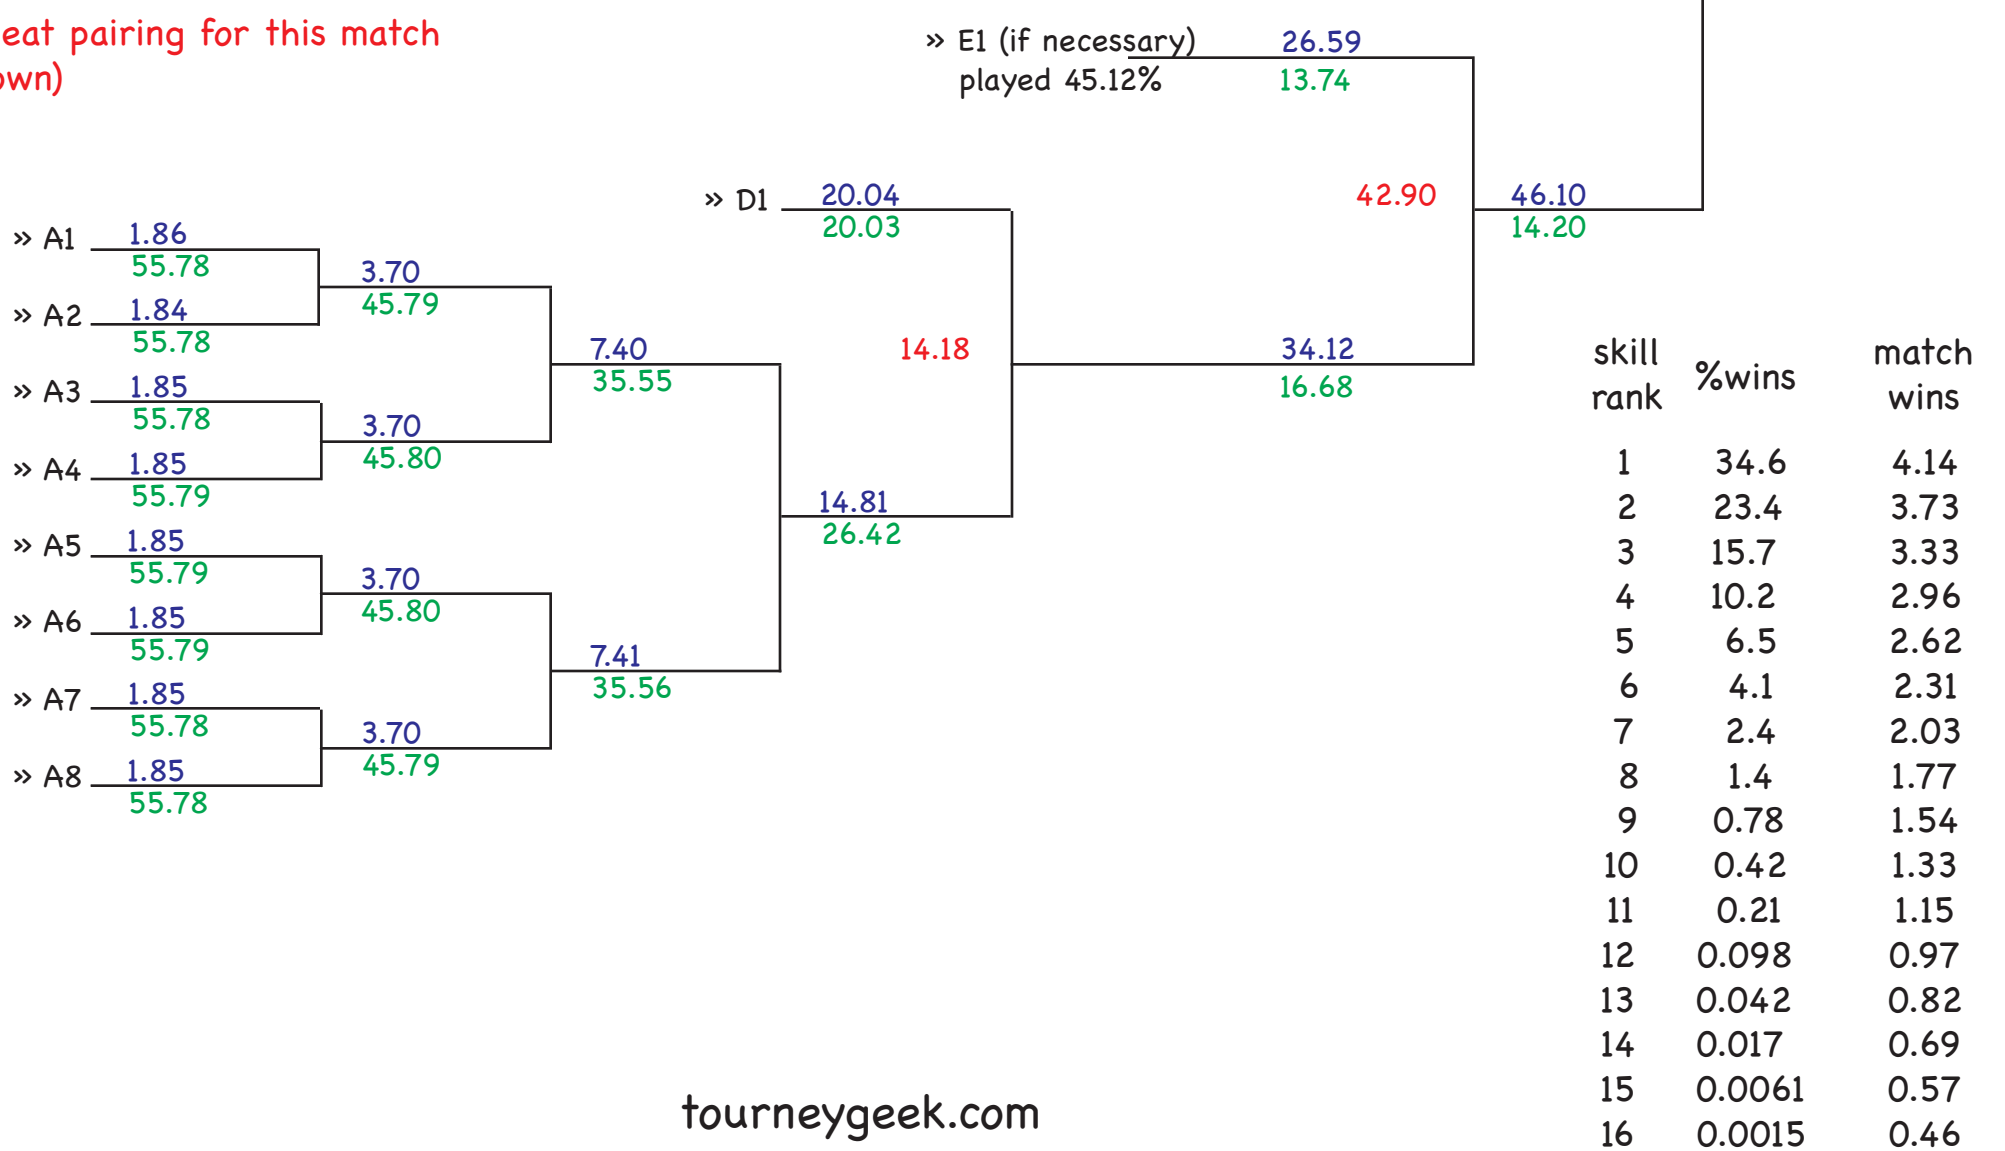 eat pairing for this match
own)
» E1 (if necessary) 26.59
played 45.12% 13.74
» D1 20.04
20.03
42.90
46.10
14.20
» A1 1.86
55.78
3.70
45.79
» A2 1.84
55.78
7.40
35.55
14.18
34.12
16.68
» A3 1.85
55.78
3.70
45.80
» A4 1.85
55.79
14.81
26.42
» A5 1.85
55.79
3.70
45.80
» A6 1.85
55.79
7.41
35.56
» A7 1.85
55.78
3.70
45.79
» A8 1.85
55.78
skill rank %wins match wins
1 34.6 4.14
2 23.4 3.73
3 15.7 3.33
4 10.2 2.96
5 6.5 2.62
6 4.1 2.31
7 2.4 2.03
8 1.4 1.77
9 0.78 1.54
10 0.42 1.33
11 0.21 1.15
12 0.098 0.97
13 0.042 0.82
14 0.017 0.69
15 0.0061 0.57
16 0.0015 0.46
tourneygeek.com